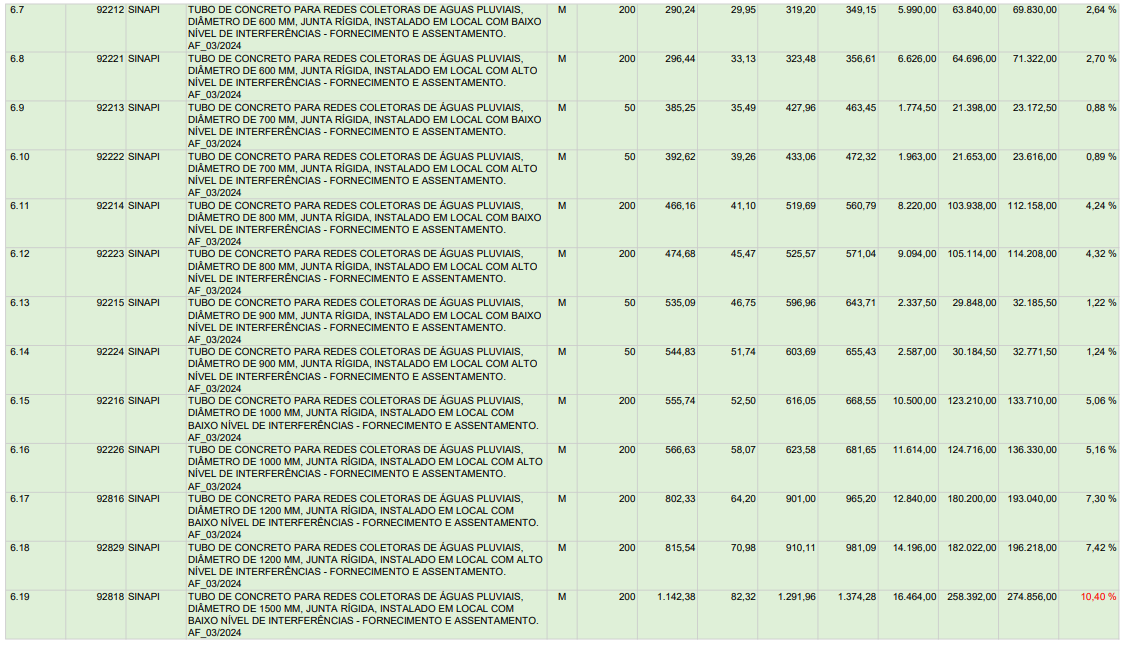 6.7 92212 SINAPI TUBO DE CONCRETO PARA REDES COLETORAS DE ÁGUAS PLUVIAIS, M 200 290,24 29,95 319,20 349,15 5.990,00 63.840,00 69.830,00 2,64 %
DIÂMETRO DE 600 MM, JUNTA RÍGIDA, INSTALADO EM LOCAL COM BAIXO
NÍVEL DE INTERFERÊNCIAS - FORNECIMENTO E ASSENTAMENTO.
AF_03/2024
6.8 92221 SINAPI TUBO DE CONCRETO PARA REDES COLETORAS DE ÁGUAS PLUVIAIS, M 200 296,44 33,13 323,48 356,61 6.626,00 64.696,00 71.322,00 2,70 %
DIÂMETRO DE 600 MM, JUNTA RÍGIDA, INSTALADO EM LOCAL COM ALTO
NÍVEL DE INTERFERÊNCIAS - FORNECIMENTO E ASSENTAMENTO.
AF_03/2024
6.9 92213 SINAPI TUBO DE CONCRETO PARA REDES COLETORAS DE ÁGUAS PLUVIAIS, M 50 385,25 35,49 427,96 463,45 1.774,50 21.398,00 23.172,50 0,88 %
DIÂMETRO DE 700 MM, JUNTA RÍGIDA, INSTALADO EM LOCAL COM BAIXO
NÍVEL DE INTERFERÊNCIAS - FORNECIMENTO E ASSENTAMENTO.
AF_03/2024
6.10 92222 SINAPI TUBO DE CONCRETO PARA REDES COLETORAS DE ÁGUAS PLUVIAIS, M 50 392,62 39,26 433,06 472,32 1.963,00 21.653,00 23.616,00 0,89 %
DIÂMETRO DE 700 MM, JUNTA RÍGIDA, INSTALADO EM LOCAL COM ALTO
NÍVEL DE INTERFERÊNCIAS - FORNECIMENTO E ASSENTAMENTO.
AF_03/2024
6.11 92214 SINAPI TUBO DE CONCRETO PARA REDES COLETORAS DE ÁGUAS PLUVIAIS, M 200 466,16 41,10 519,69 560,79 8.220,00 103.938,00 112.158,00 4,24 %
DIÂMETRO DE 800 MM, JUNTA RÍGIDA, INSTALADO EM LOCAL COM BAIXO
NÍVEL DE INTERFERÊNCIAS - FORNECIMENTO E ASSENTAMENTO.
AF_03/2024
6.12 92223 SINAPI TUBO DE CONCRETO PARA REDES COLETORAS DE ÁGUAS PLUVIAIS, M 200 474,68 45,47 525,57 571,04 9.094,00 105.114,00 114.208,00 4,32 %
DIÂMETRO DE 800 MM, JUNTA RÍGIDA, INSTALADO EM LOCAL COM ALTO
NÍVEL DE INTERFERÊNCIAS - FORNECIMENTO E ASSENTAMENTO.
AF_03/2024
6.13 92215 SINAPI TUBO DE CONCRETO PARA REDES COLETORAS DE ÁGUAS PLUVIAIS, M 50 535,09 46,75 596,96 643,71 2.337,50 29.848,00 32.185,50 1,22 %
DIÂMETRO DE 900 MM, JUNTA RÍGIDA, INSTALADO EM LOCAL COM BAIXO
NÍVEL DE INTERFERÊNCIAS - FORNECIMENTO E ASSENTAMENTO.
AF_03/2024
6.14 92224 SINAPI TUBO DE CONCRETO PARA REDES COLETORAS DE ÁGUAS PLUVIAIS, M 50 544,83 51,74 603,69 655,43 2.587,00 30.184,50 32.771,50 1,24 %
DIÂMETRO DE 900 MM, JUNTA RÍGIDA, INSTALADO EM LOCAL COM ALTO
NÍVEL DE INTERFERÊNCIAS - FORNECIMENTO E ASSENTAMENTO.
AF_03/2024
6.15 92216 SINAPI TUBO DE CONCRETO PARA REDES COLETORAS DE ÁGUAS PLUVIAIS, M 200 555,74 52,50 616,05 668,55 10.500,00 123.210,00 133.710,00 5,06 %
DIÂMETRO DE 1000 MM, JUNTA RÍGIDA, INSTALADO EM LOCAL COM
BAIXO NÍVEL DE INTERFERÊNCIAS - FORNECIMENTO E ASSENTAMENTO.
AF_03/2024
6.16 92226 SINAPI TUBO DE CONCRETO PARA REDES COLETORAS DE ÁGUAS PLUVIAIS, M 200 566,63 58,07 623,58 681,65 11.614,00 124.716,00 136.330,00 5,16 %
DIÂMETRO DE 1000 MM, JUNTA RÍGIDA, INSTALADO EM LOCAL COM ALTO
NÍVEL DE INTERFERÊNCIAS - FORNECIMENTO E ASSENTAMENTO.
AF_03/2024
6.17 92816 SINAPI TUBO DE CONCRETO PARA REDES COLETORAS DE ÁGUAS PLUVIAIS, M 200 802,33 64,20 901,00 965,20 12.840,00 180.200,00 193.040,00 7,30 %
DIÂMETRO DE 1200 MM, JUNTA RÍGIDA, INSTALADO EM LOCAL COM
BAIXO NÍVEL DE INTERFERÊNCIAS - FORNECIMENTO E ASSENTAMENTO.
AF_03/2024
6.18 92829 SINAPI TUBO DE CONCRETO PARA REDES COLETORAS DE ÁGUAS PLUVIAIS, M 200 815,54 70,98 910,11 981,09 14.196,00 182.022,00 196.218,00 7,42 %
DIÂMETRO DE 1200 MM, JUNTA RÍGIDA, INSTALADO EM LOCAL COM ALTO
NÍVEL DE INTERFERÊNCIAS - FORNECIMENTO E ASSENTAMENTO.
AF_03/2024
6.19 92818 SINAPI TUBO DE CONCRETO PARA REDES COLETORAS DE ÁGUAS PLUVIAIS, M 200 1.142,38 82,32 1.291,96 1.374,28 16.464,00 258.392,00 274.856,00 10,40 %
DIÂMETRO DE 1500 MM, JUNTA RÍGIDA, INSTALADO EM LOCAL COM
BAIXO NÍVEL DE INTERFERÊNCIAS - FORNECIMENTO E ASSENTAMENTO.
AF_03/2024